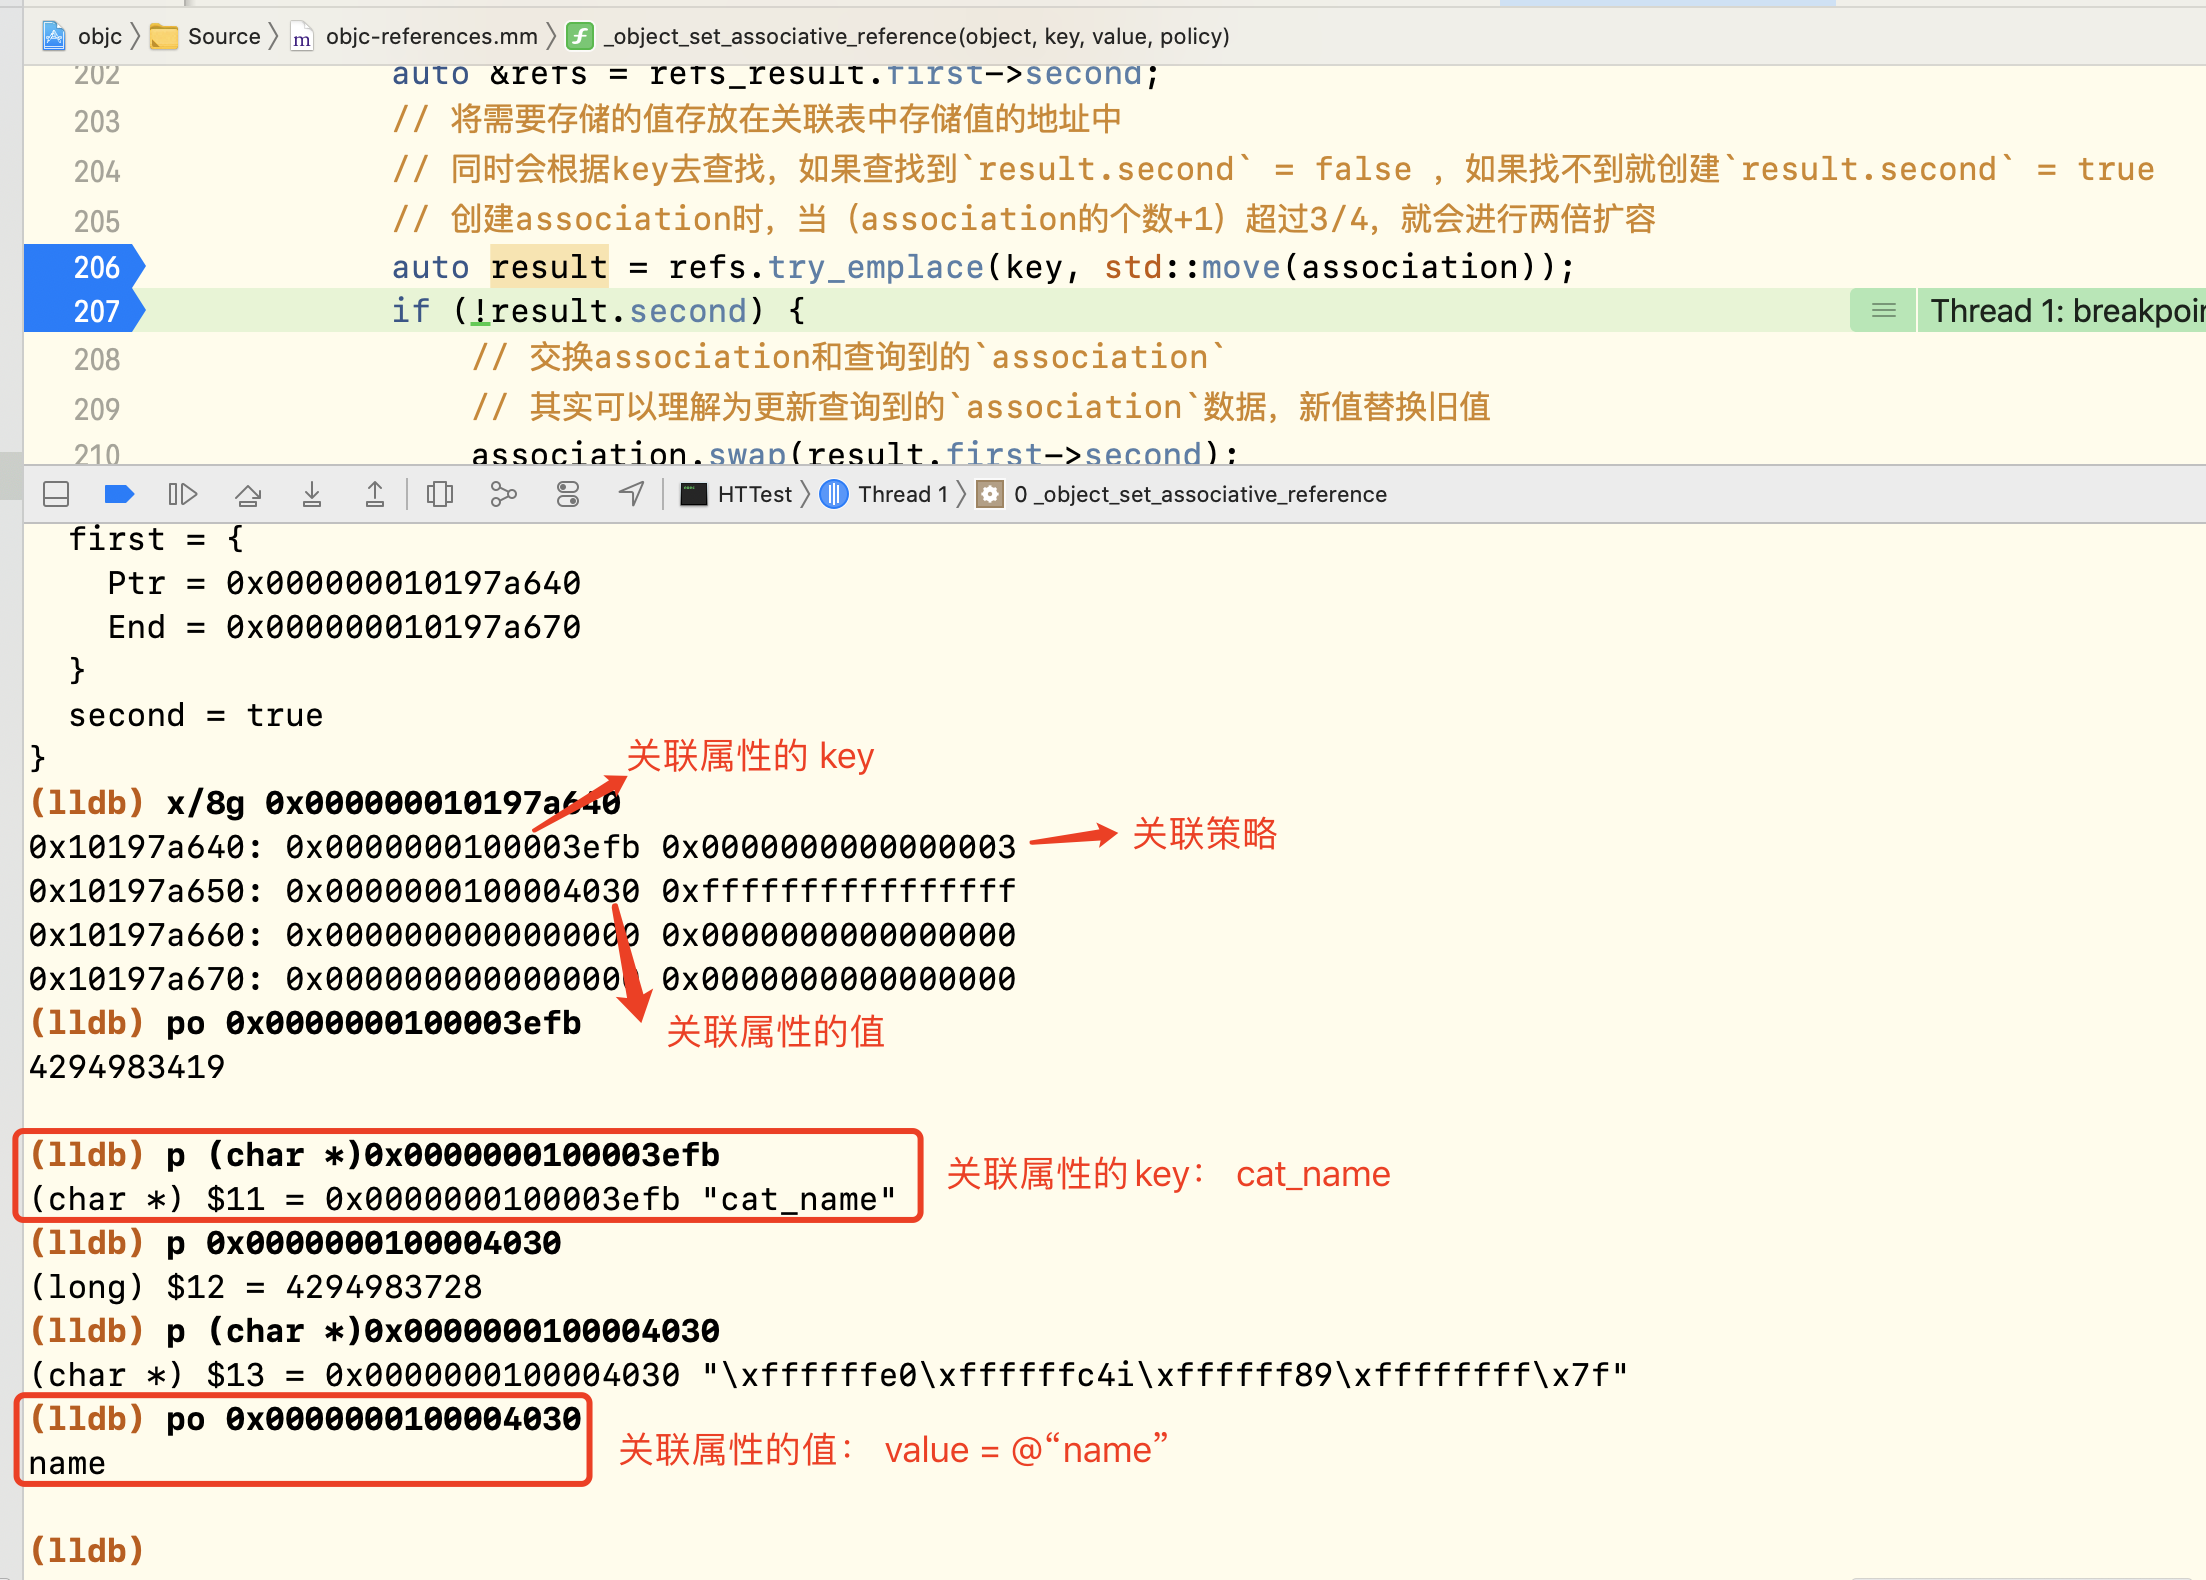 objc 〉 Source 〉 objc-references.mm 〉 _object_set_associative_reference(object, key, value, policy)
202 auto &refs = refs_result.first->second;
203 // 将需要存储的值存放在关联表中存储值的地址中
204 // 同时会根据key去查找，如果查找到`result.second` = false ，如果找不到就创建`result.second` = true
205 // 创建association时，当（association的个数+1）超过3/4，就会进行两倍扩容
206 auto result = refs.try_emplace(key, std::move(association));
207 if (!result.second) { Thread 1: breakpoin
208 // 交换association和查询到的`association`
209 // 其实可以理解为更新查询到的`association`数据，新值替换旧值
210 association.swap(result.first->second);
HTTest 〉 Thread 1 〉 0 _object_set_associative_reference
first = {
Ptr = 0x000000010197a640
End = 0x000000010197a670
}
second = true
}
关联属性的 key
(lldb) x/8g 0x000000010197a640
0x10197a640: 0x0000000100003efb 0x0000000000000003 关联策略
0x10197a650: 0x0000000100004030 0xffffffffffffffff
0x10197a660: 0x0000000000000000 0x0000000000000000
0x10197a670: 0x0000000000000000 0x0000000000000000
(lldb) po 0x0000000100003efb 关联属性的值
4294983419
(lldb) p (char *)0x0000000100003efb
(char *) $11 = 0x0000000100003efb "cat_name"
关联属性的key： cat_name
(lldb) p 0x0000000100004030
(long) $12 = 4294983728
(lldb) p (char *)0x0000000100004030
(char *) $13 = 0x0000000100004030 "\xffffffe0\xffffffc4i\xffffff89\xffffffff\x7f"
(lldb) po 0x0000000100004030
name
关联属性的值： value = @“name”
(lldb)